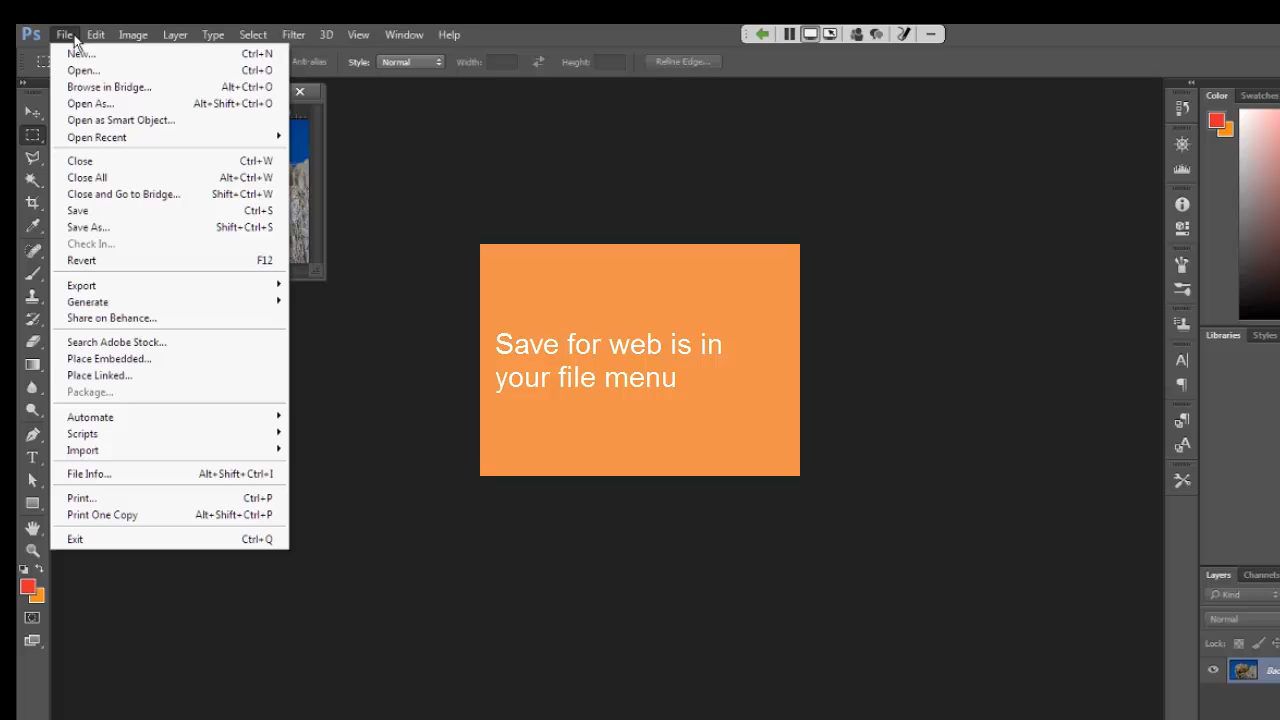 Ps File Edit Image Layer Type Select Filter 3D View Window Help
Anti-alias Style: Normal Width: Height: Refine Edge...
New... Ctrl+N
Open... Ctrl+O
Browse in Bridge... Alt+Ctrl+O
Open As... Alt+Shift+Ctrl+O
Open as Smart Object...
Open Recent
Close Ctrl+W
Close All Alt+Ctrl+W
Close and Go to Bridge... Shift+Ctrl+W
Save Ctrl+S
Save As... Shift+Ctrl+S
Check In...
Revert F12
Export
Generate
Share on Behance...
Search Adobe Stock...
Place Embedded...
Place Linked...
Package...
Automate
Scripts
Import
File Info... Alt+Shift+Ctrl+I
Print... Ctrl+P
Print One Copy Alt+Shift+Ctrl+P
Exit Ctrl+Q
Save for web is in
your file menu
Color Swatches
Libraries Styles
Layers Channels
Kind
Normal
Lock: